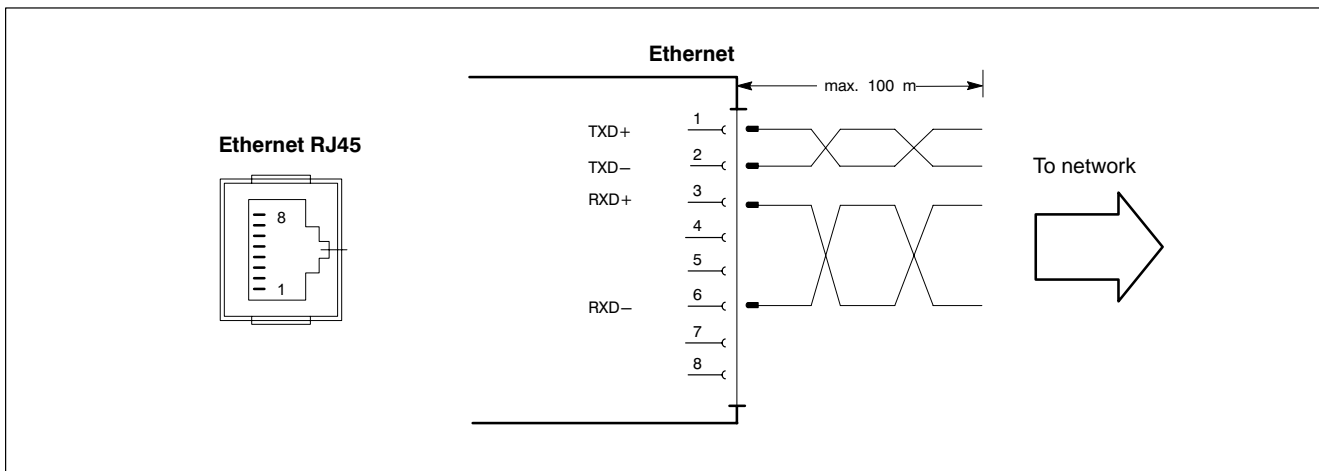 Ethernet
max. 100 m
Ethernet RJ45
8
1
TXD+ 1
TXD− 2
RXD+ 3
4
5
RXD− 6
7
8
To network